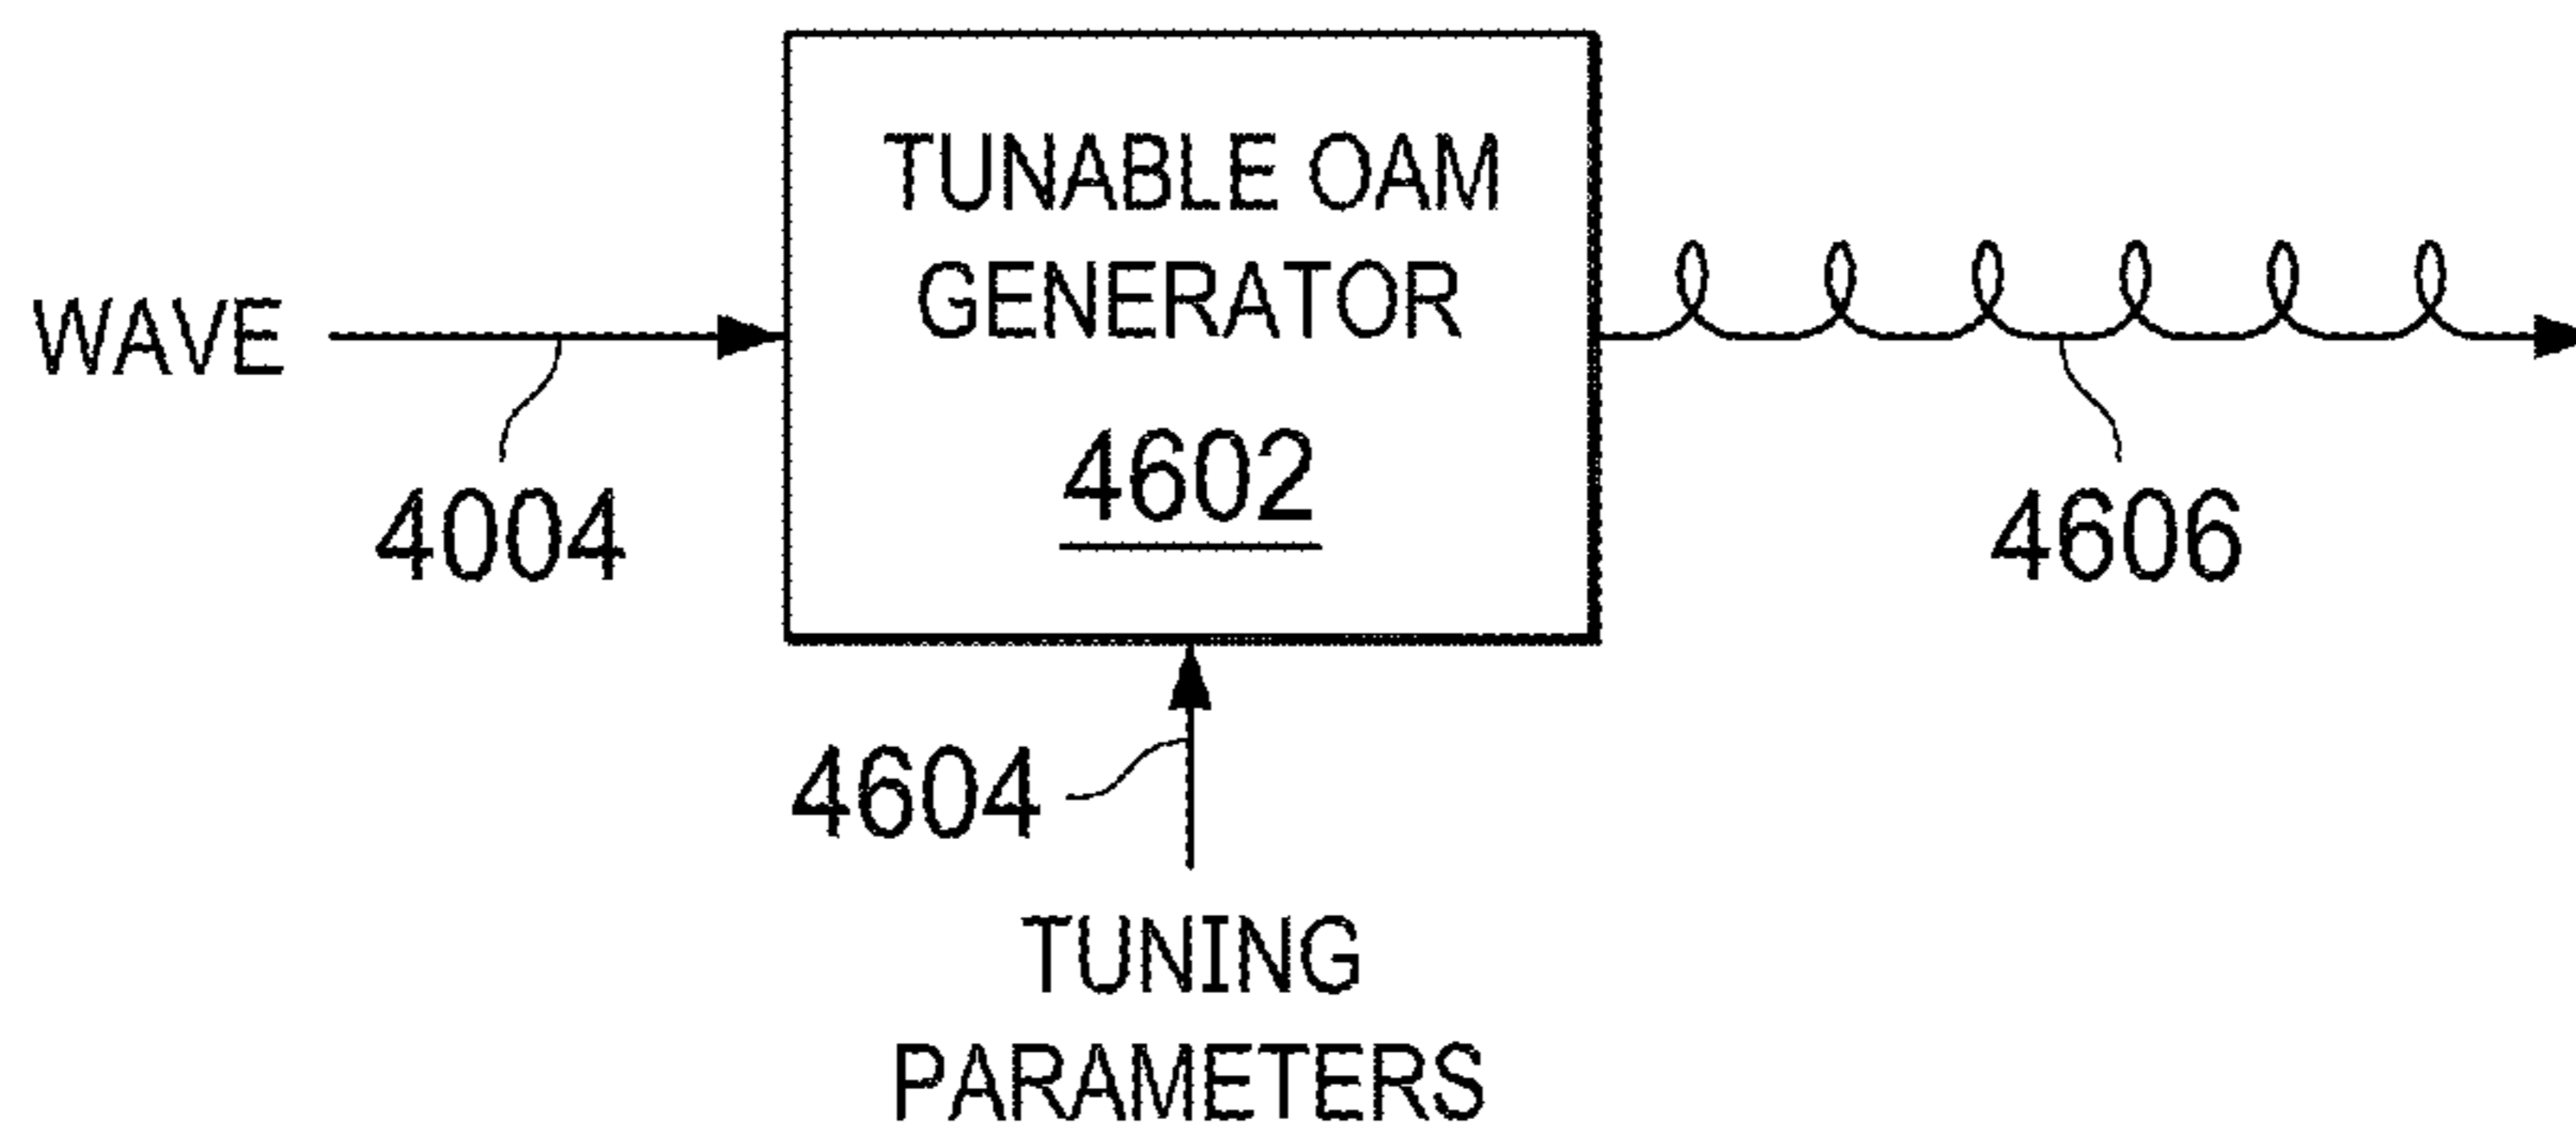 TUNABLE OAM
GENERATOR
4602
WAVE
4004
4606
4604
TUNING
PARAMETERS